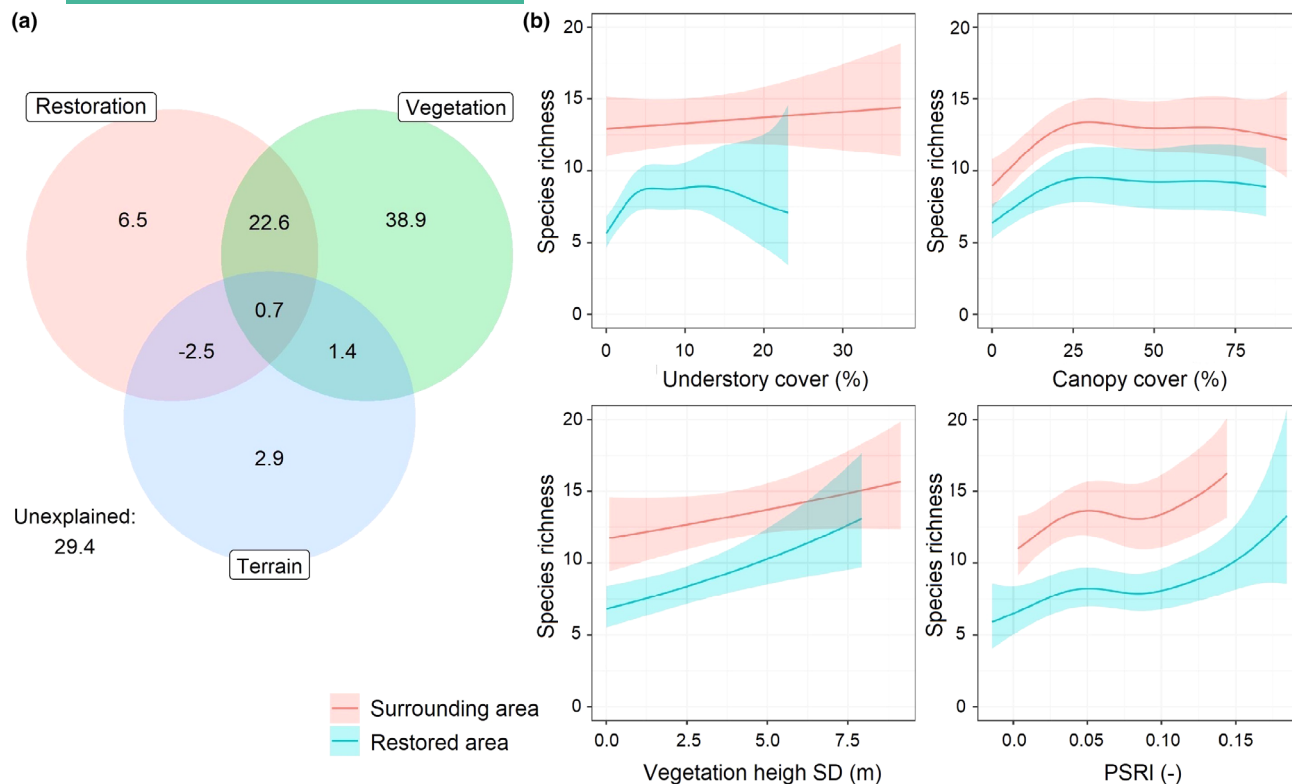 (a)
Restoration
Vegetation
6.5
22.6
38.9
0.7
-2.5
1.4
2.9
Unexplained:
29.4
Terrain
(b)
Species richness
20
15
10
5
0
0 10 20 30
Understory cover (%)
Species richness
20
15
10
5
0
0 25 50 75
Canopy cover (%)
Species richness
20
15
10
5
0
0.0 2.5 5.0 7.5
Vegetation heigh SD (m)
Species richness
20
15
10
5
0
0.0 0.05 0.10 0.15
PSRI (-)
Surrounding area
Restored area